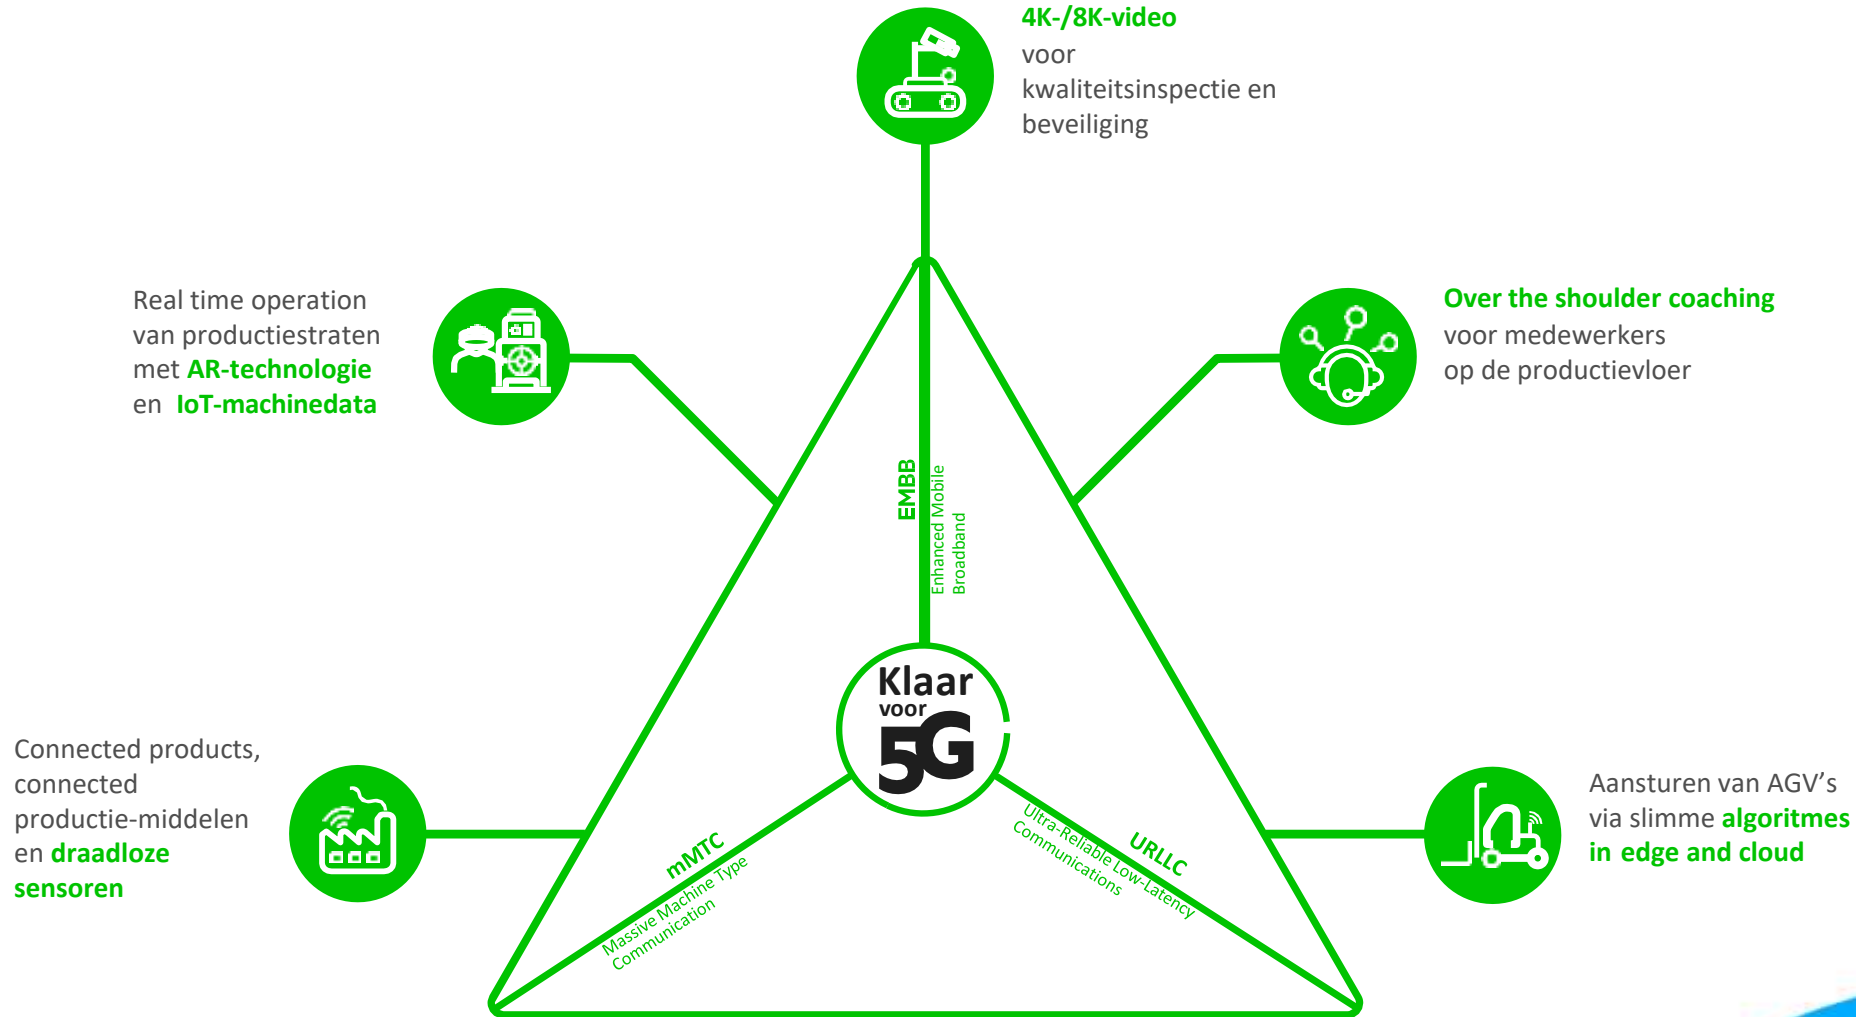 4K-/8K-video
voor
kwaliteitsinspectie en
beveiliging
Real time operation
van productiestraten
met AR-technologie
en IoT-machinedata
Over the shoulder coaching
voor medewerkers
op de productievloer
EMBB
Enhanced Mobile
Broadband
Klaar
voor
5G
Connected products,
connected
productie-middelen
en draadloze
sensoren
mMTC
Massive Machine Type
Communication
URLLC
Ultra-Reliable Low-Latency
Communications
Aansturen van AGV's
via slimme algoritmes
in edge and cloud